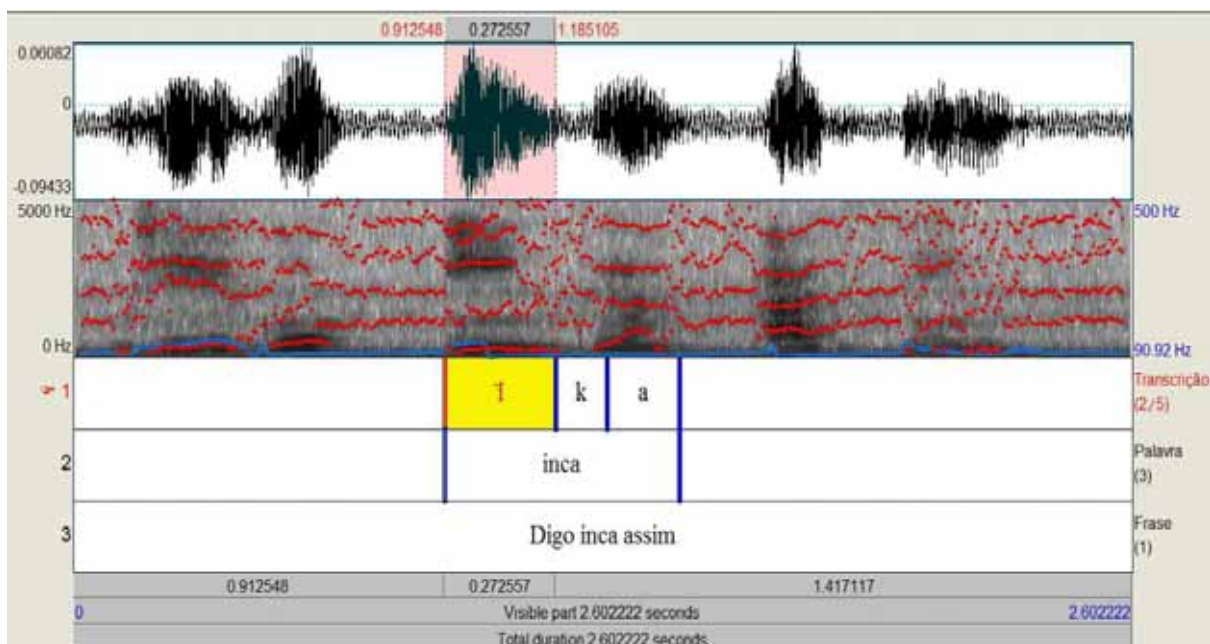 0.912548 0.272557 1.185105
0.06082
0
-0.09433
5000 Hz 500 Hz
0 Hz 90.92 Hz
1 ĩ k a Transcrição
(2/5)
2 inca Palavra
(3)
3 Digo inca assim Frase
(1)
0.912548 0.272557 1.417117
0 Visible part 2.602222 seconds 2.602222
Total duration 2.602222 seconds